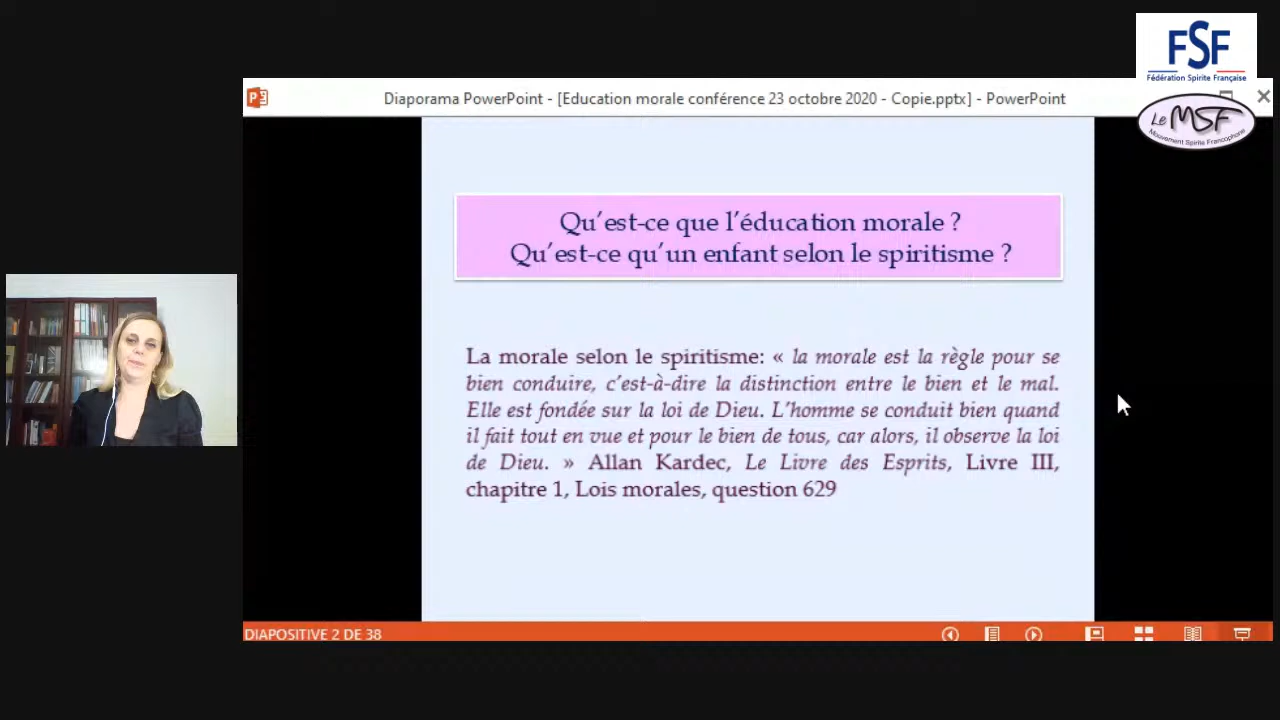 FSF
Fédération Spirite Française
Diaporama PowerPoint - [Education morale conférence 23 octobre 2020 - Copie.pptx] - PowerPoint
Le MSF
Mouvement Spirite Francophone
Qu’est-ce que l’éducation morale ?
Qu’est-ce qu’un enfant selon le spiritisme ?
La morale selon le spiritisme: « la morale est la règle pour se
bien conduire, c’est-à-dire la distinction entre le bien et le mal.
Elle est fondée sur la loi de Dieu. L’homme se conduit bien quand
il fait tout en vue et pour le bien de tous, car alors, il observe la loi
de Dieu. » Allan Kardec, Le Livre des Esprits, Livre III,
chapitre 1, Lois morales, question 629
DIAPOSITIVE 2 DE 38